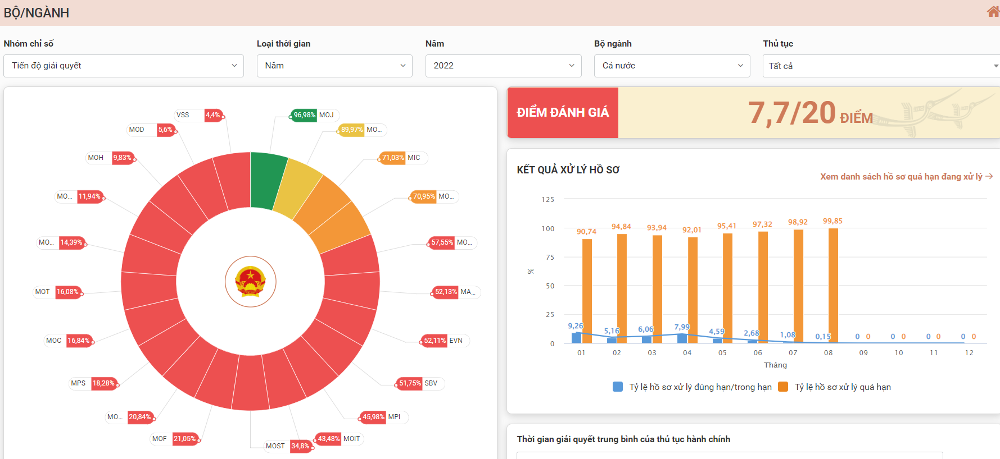 BỘ/NGÀNH
Nhóm chỉ số
Loại thời gian
Năm
Bộ ngành
Thủ tục
Tiến độ giải quyết
Năm
2022
Cả nước
Tất cả
96,98% MOJ
89,97% MO...
71,03% MIC
70,95% MO...
57,55% MO...
52,13% MA...
52,11% EVN
51,75% SBV
45,98% MPI
43,48% MOIT
MOST 34,8%
MOF 21,05%
MO... 20,84%
MPS 18,28%
MOC 16,84%
MOT 16,08%
MO... 14,39%
MO... 11,94%
MOH 9,83%
MOD 5,6%
VSS 4,4%
ĐIỂM ĐÁNH GIÁ
7,7/20 ĐIỂM
KẾT QUẢ XỬ LÝ HỒ SƠ
Xem danh sách hồ sơ quá hạn đang xử lý →
125
100
75
50
25
0
%
90,74
94,84
93,94
92,01
95,41
97,32
98,92
99,85
9,26
5,16
6,06
7,99
4,59
2,68
1,08
0,15
0 0 0 0 0 0 0 0
01 02 03 04 05 06 07 08 09 10 11 12
Tháng
Tỷ lệ hồ sơ xử lý đúng hạn/trong hạn
Tỷ lệ hồ sơ xử lý quá hạn
Thời gian giải quyết trung bình của thủ tục hành chính